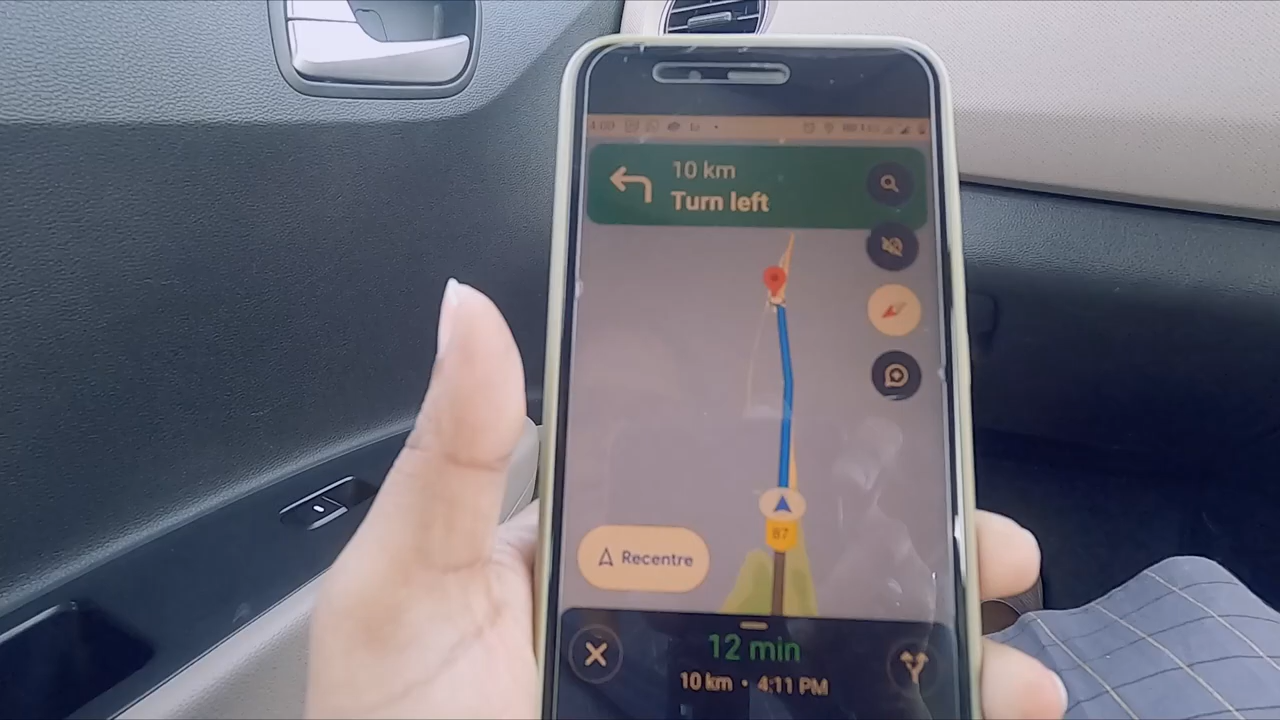 10 km
Turn left
87
Recentre
12 min
10 km • 4:11 PM